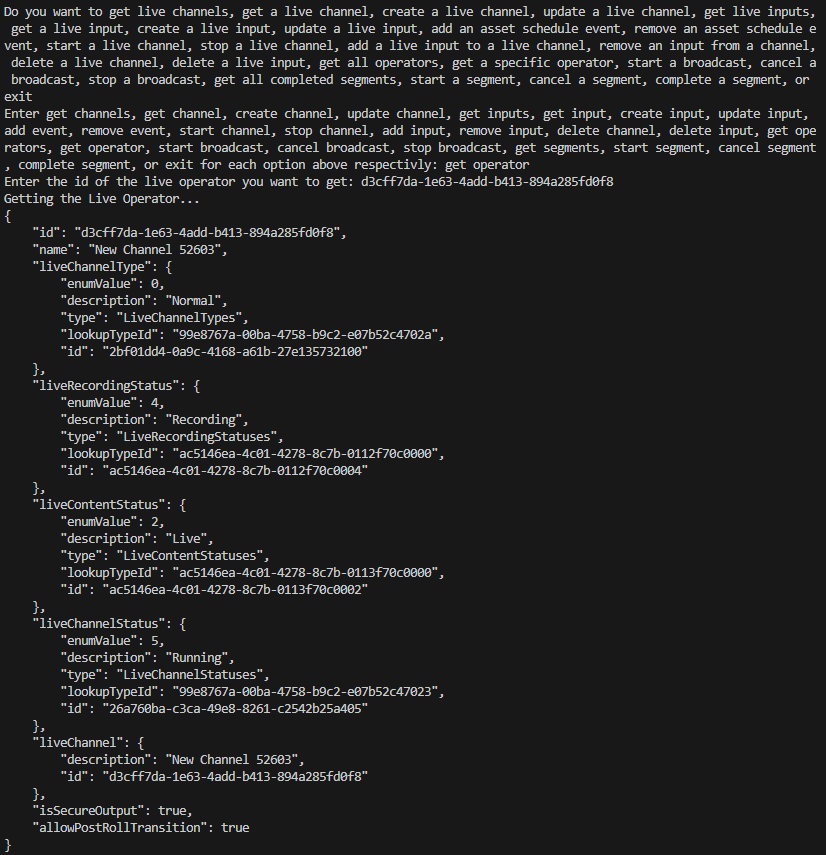 Do you want to get live channels, get a live channel, create a live channel, update a live channel, get live inputs,
 get a live input, create a live input, update a live input, add an asset schedule event, remove an asset schedule e
vent, start a live channel, stop a live channel, add a live input to a live channel, remove an input from a channel,
 delete a live channel, delete a live input, get all operators, get a specific operator, start a broadcast, cancel a
 broadcast, stop a broadcast, get all completed segments, start a segment, cancel a segment, complete a segment, or
exit
Enter get channels, get channel, create channel, update channel, get inputs, get input, create input, update input,
add event, remove event, start channel, stop channel, add input, remove input, delete channel, delete input, get ope
rators, get operator, start broadcast, cancel broadcast, stop broadcast, get segments, start segment, cancel segment
, complete segment, or exit for each option above respectivly: get operator
Enter the id of the live operator you want to get: d3cff7da-1e63-4add-b413-894a285fd0f8
Getting the Live Operator...
{
    "id": "d3cff7da-1e63-4add-b413-894a285fd0f8",
    "name": "New Channel 52603",
    "liveChannelType": {
        "enumValue": 0,
        "description": "Normal",
        "type": "LiveChannelTypes",
        "lookupTypeId": "99e8767a-00ba-4758-b9c2-e07b52c4702a",
        "id": "2bf01dd4-0a9c-4168-a61b-27e135732100"
    },
    "liveRecordingStatus": {
        "enumValue": 4,
        "description": "Recording",
        "type": "LiveRecordingStatuses",
        "lookupTypeId": "ac5146ea-4c01-4278-8c7b-0112f70c0000",
        "id": "ac5146ea-4c01-4278-8c7b-0112f70c0004"
    },
    "liveContentStatus": {
        "enumValue": 2,
        "description": "Live",
        "type": "LiveContentStatuses",
        "lookupTypeId": "ac5146ea-4c01-4278-8c7b-0113f70c0000",
        "id": "ac5146ea-4c01-4278-8c7b-0113f70c0002"
    },
    "liveChannelStatus": {
        "enumValue": 5,
        "description": "Running",
        "type": "LiveChannelStatuses",
        "lookupTypeId": "99e8767a-00ba-4758-b9c2-e07b52c47023",
        "id": "26a760ba-c3ca-49e8-8261-c2542b25a405"
    },
    "liveChannel": {
        "description": "New Channel 52603",
        "id": "d3cff7da-1e63-4add-b413-894a285fd0f8"
    },
    "isSecureOutput": true,
    "allowPostRollTransition": true
}